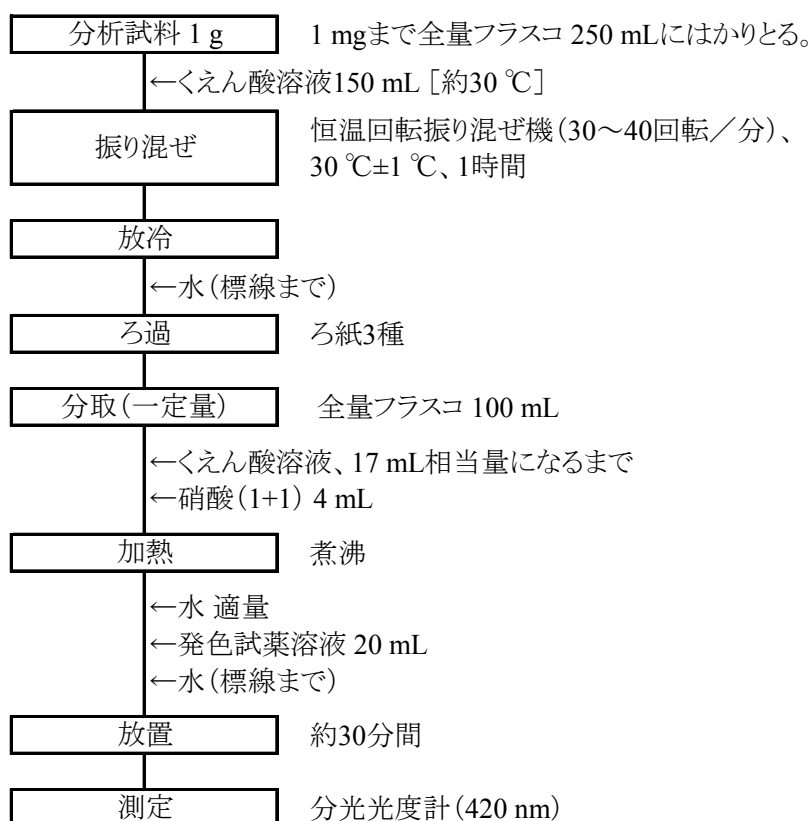 分析試料 1 g 1 mgまで全量フラスコ 250 mLにはかりとる。
←くえん酸溶液150 mL [約30 ℃]
振り混ぜ
恒温回転振り混ぜ機(30~40回転/分)、
30 ℃±1 ℃、1時間
放冷
←水(標線まで)
ろ過 ろ紙3種
分取(一定量) 全量フラスコ 100 mL
←くえん酸溶液、17 mL相当量になるまで
←硝酸(1+1) 4 mL
加熱 煮沸
←水 適量
←発色試薬溶液 20 mL
←水(標線まで)
放置 約30分間
測定 分光光度計(420 nm)